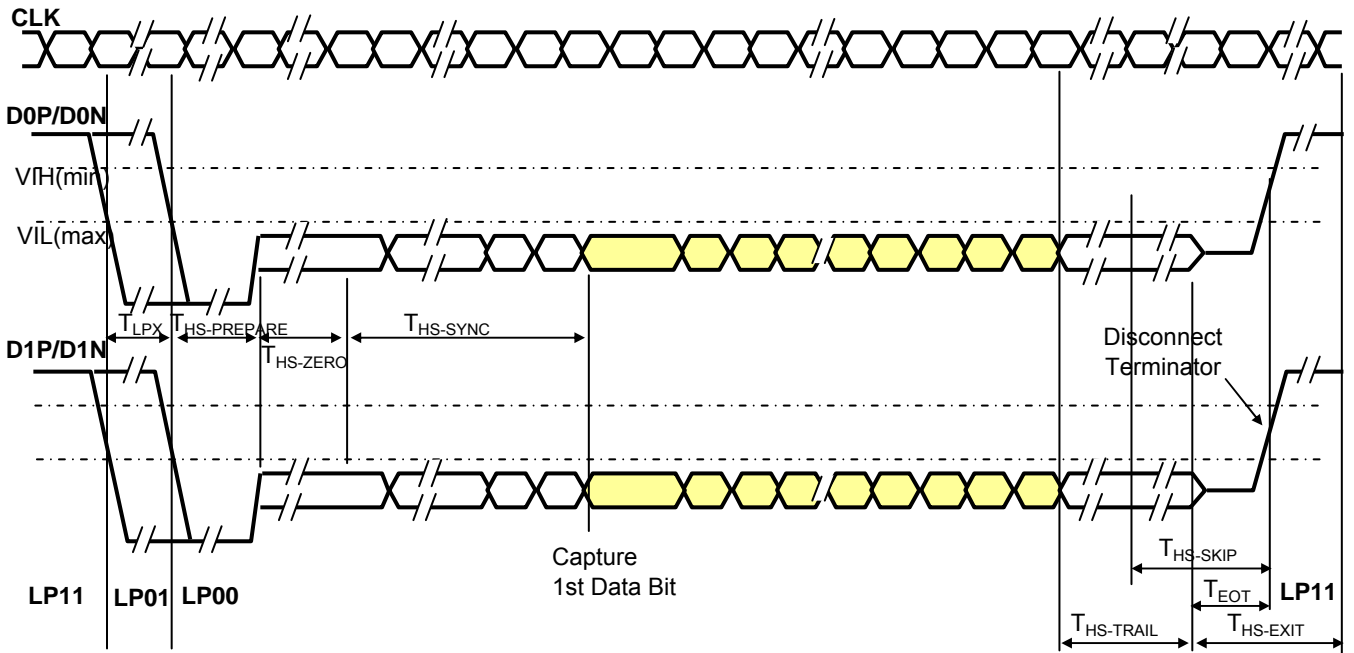 CLK
D0P/D0N
VIH(min)
VIL(max)
TLPX
THS-PREPARE
THS-SYNC
THS-ZERO
D1P/D1N
Disconnect
Terminator
Capture
1st Data Bit
THS-SKIP
LP11
LP01
LP00
TEOT
LP11
THS-TRAIL
THS-EXIT